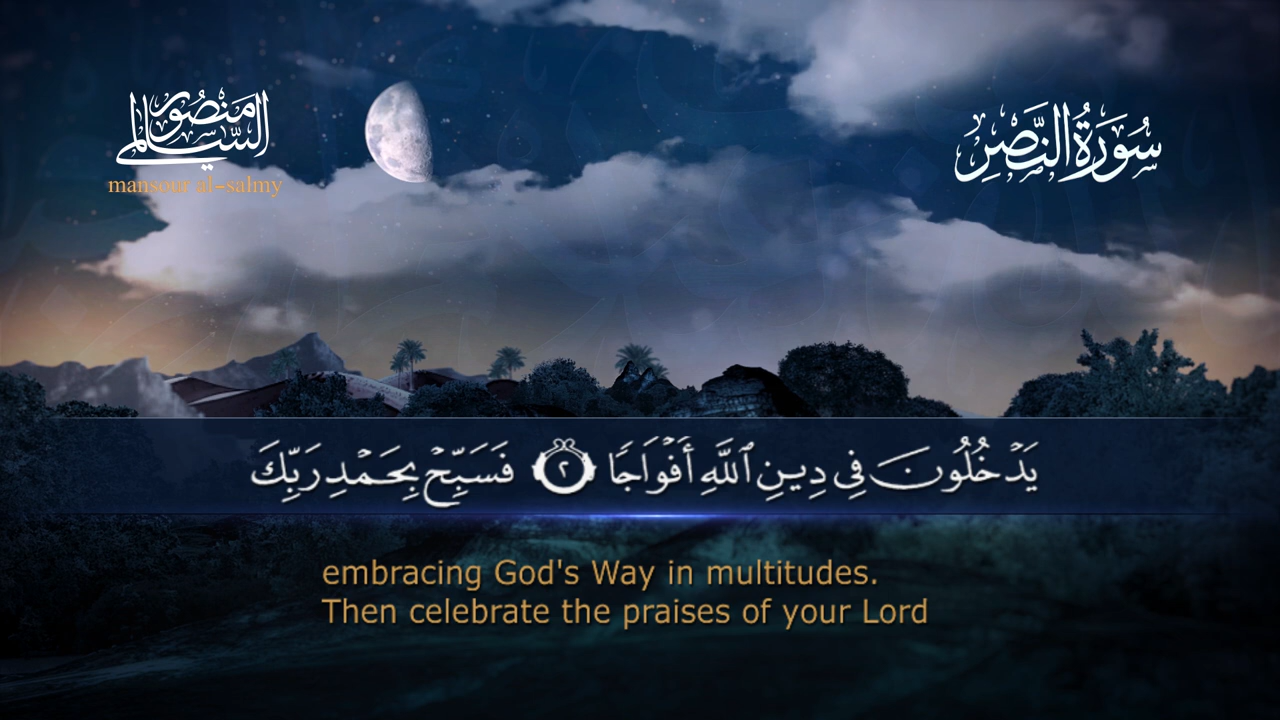 منصور السالمي
mansour al-salmy
سُورَةُ النَّصْرِ
يَدْخُلُونَ فِي دِينِ ٱللَّهِ أَفْوَاجًا ٢ فَسَبِّحْ بِحَمْدِ رَبِّكَ
embracing God's Way in multitudes.
Then celebrate the praises of your Lord